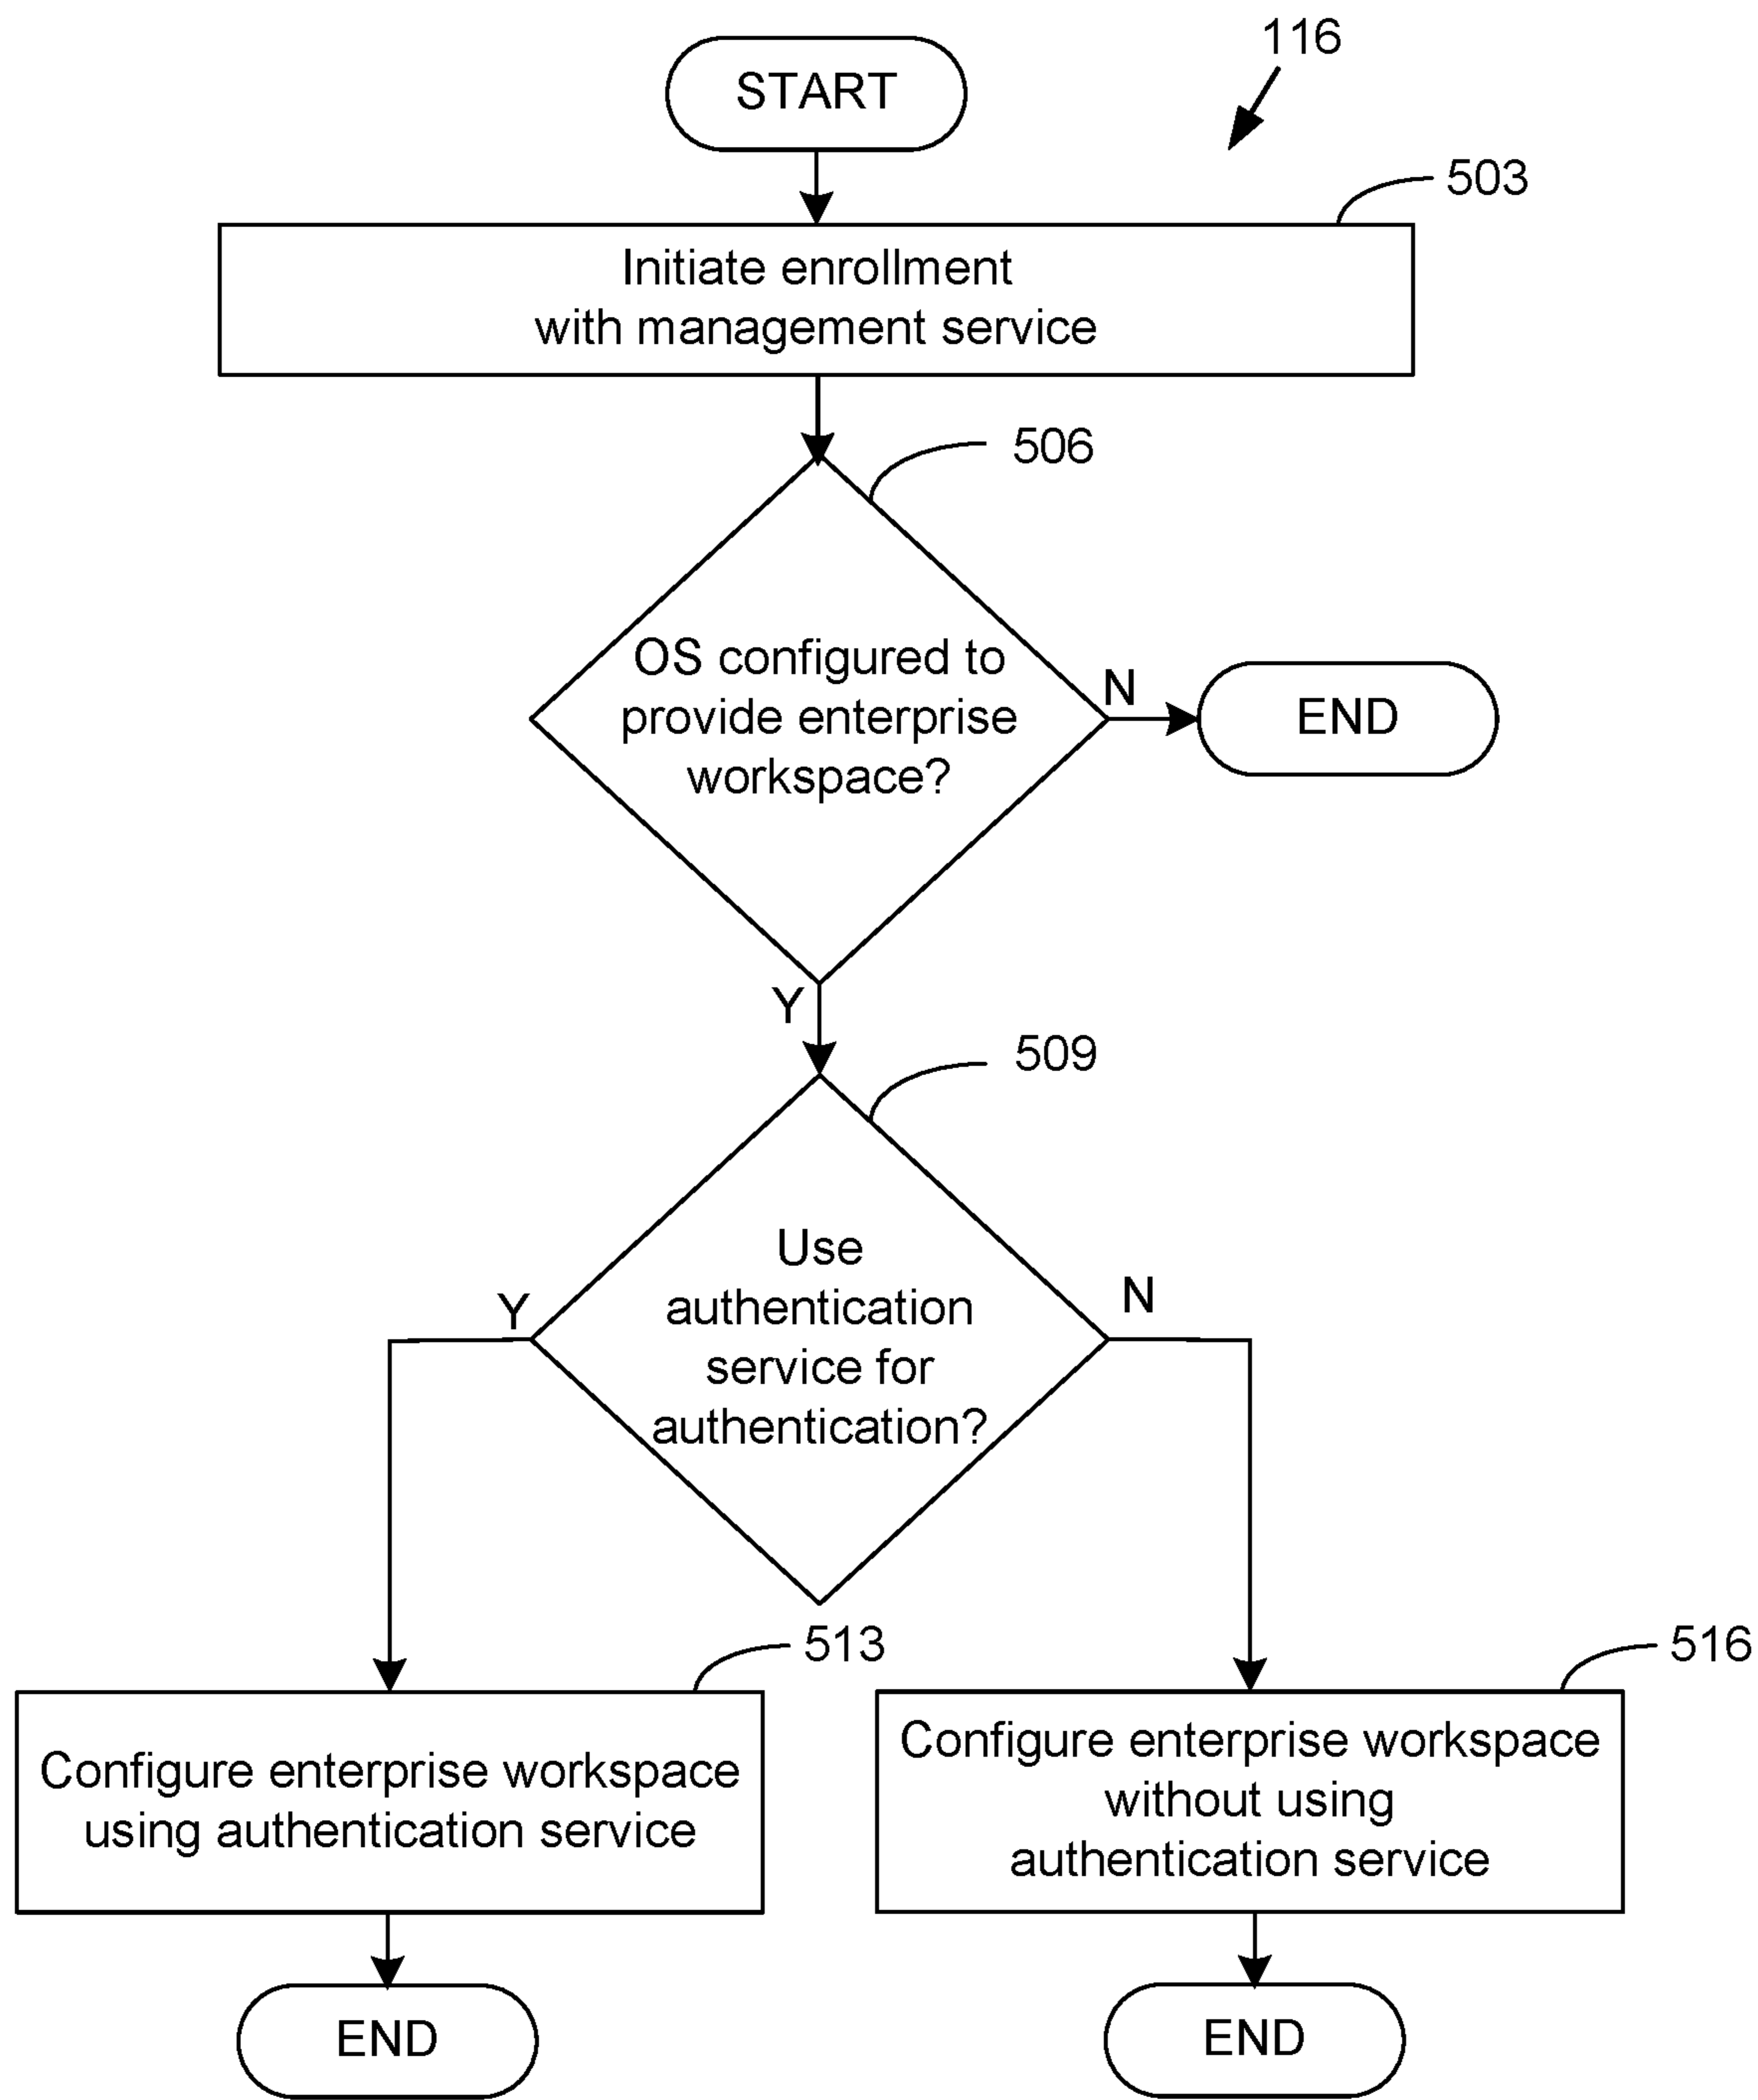 116
START
503
Initiate enrollment
with management service
506
OS configured to
provide enterprise
workspace?
N
END
Y
509
Use
authentication
service for
authentication?
Y
N
513
516
Configure enterprise workspace
using authentication service
Configure enterprise workspace
without using
authentication service
END
END